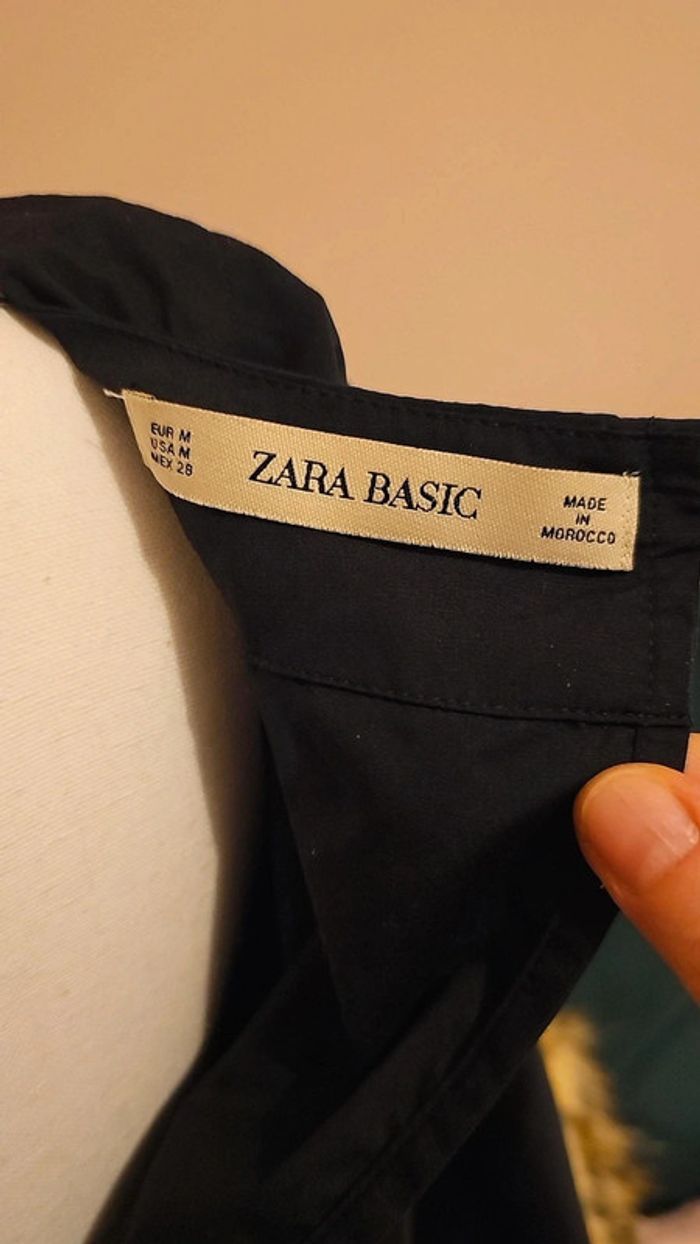 EUR M
USA M
MEX 28
ZARA BASIC
MADE
IN
MOROCCO